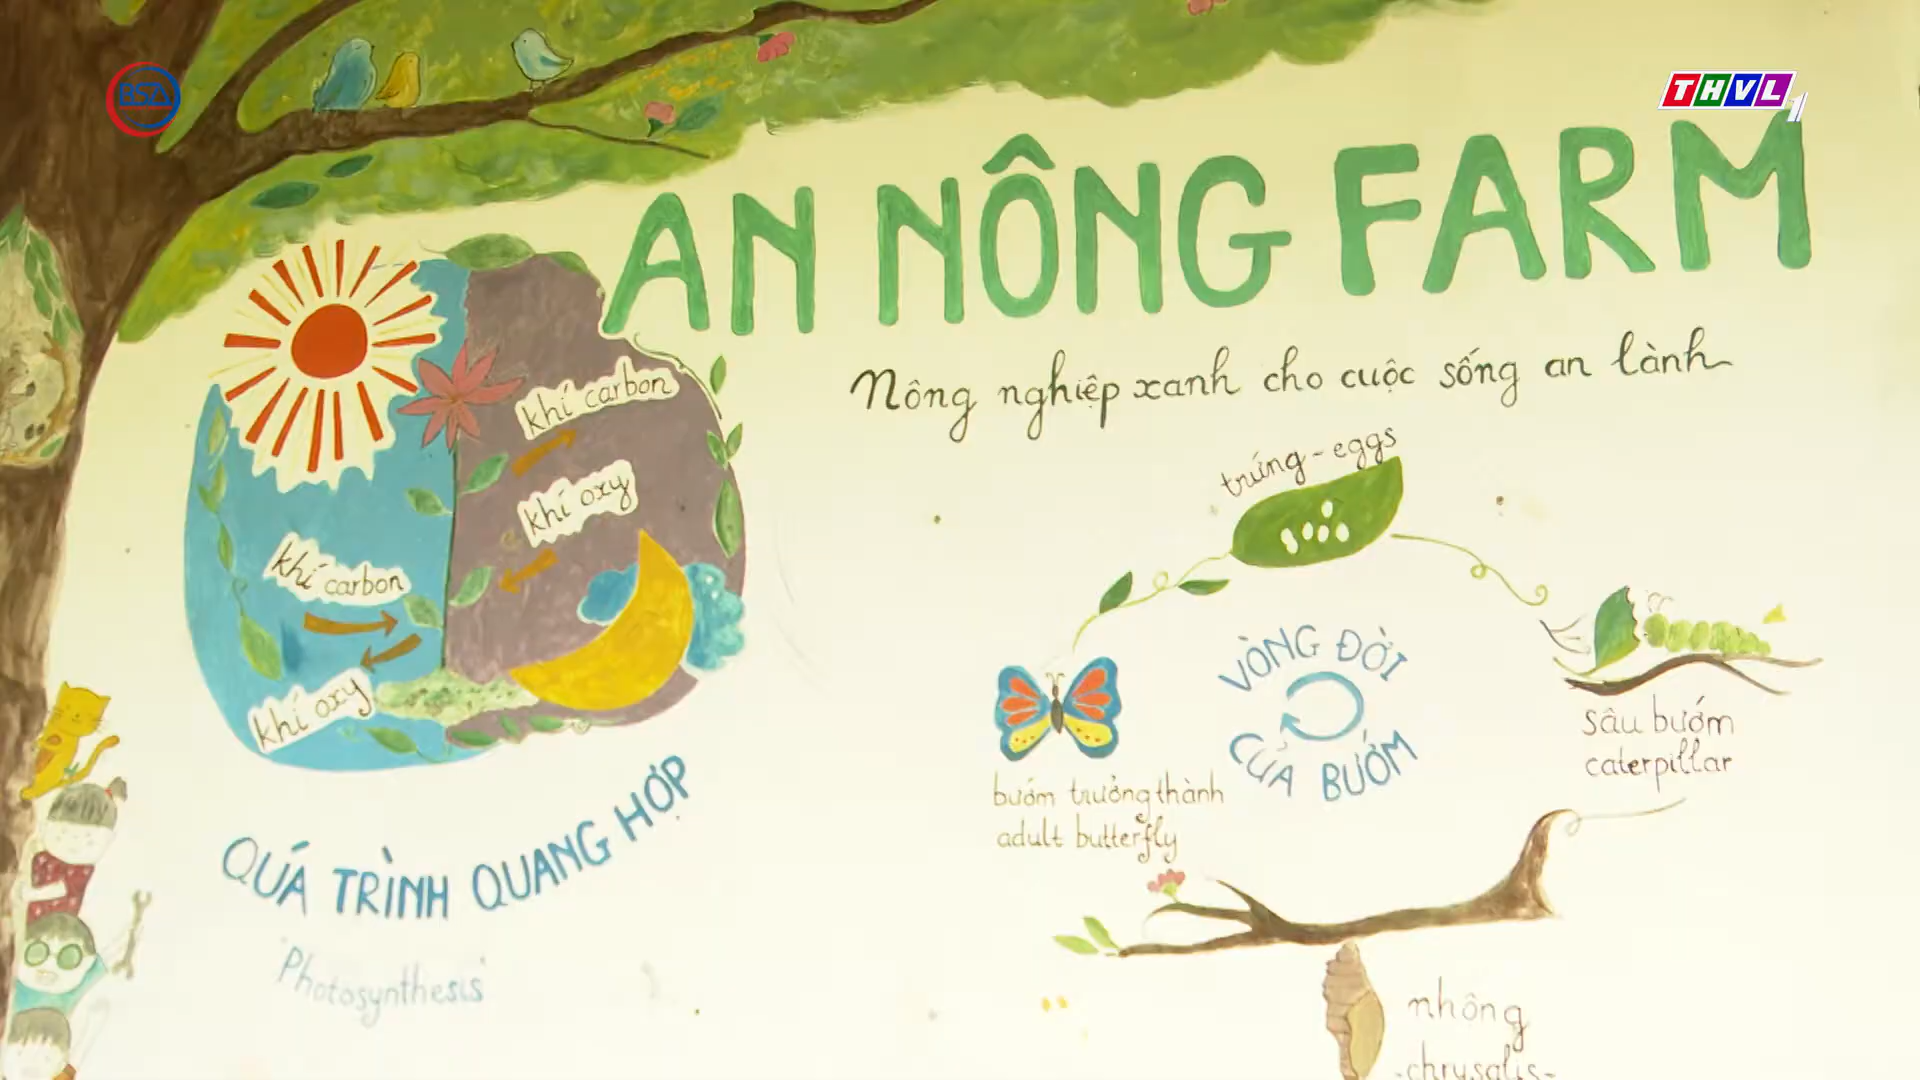 BSA
THVL1
AN NÔNG FARM
Nông nghiệp xanh cho cuộc sống an lành
khí carbon
khí oxy
khí carbon
khí oxy
QUÁ TRÌNH QUANG HỢP
Photosynthesis
trứng - eggs
VÒNG ĐỜI
CỦA BƯỚM
sâu bướm
caterpillar
bướm trưởng thành
adult butterfly
nhông
-chrysalis-